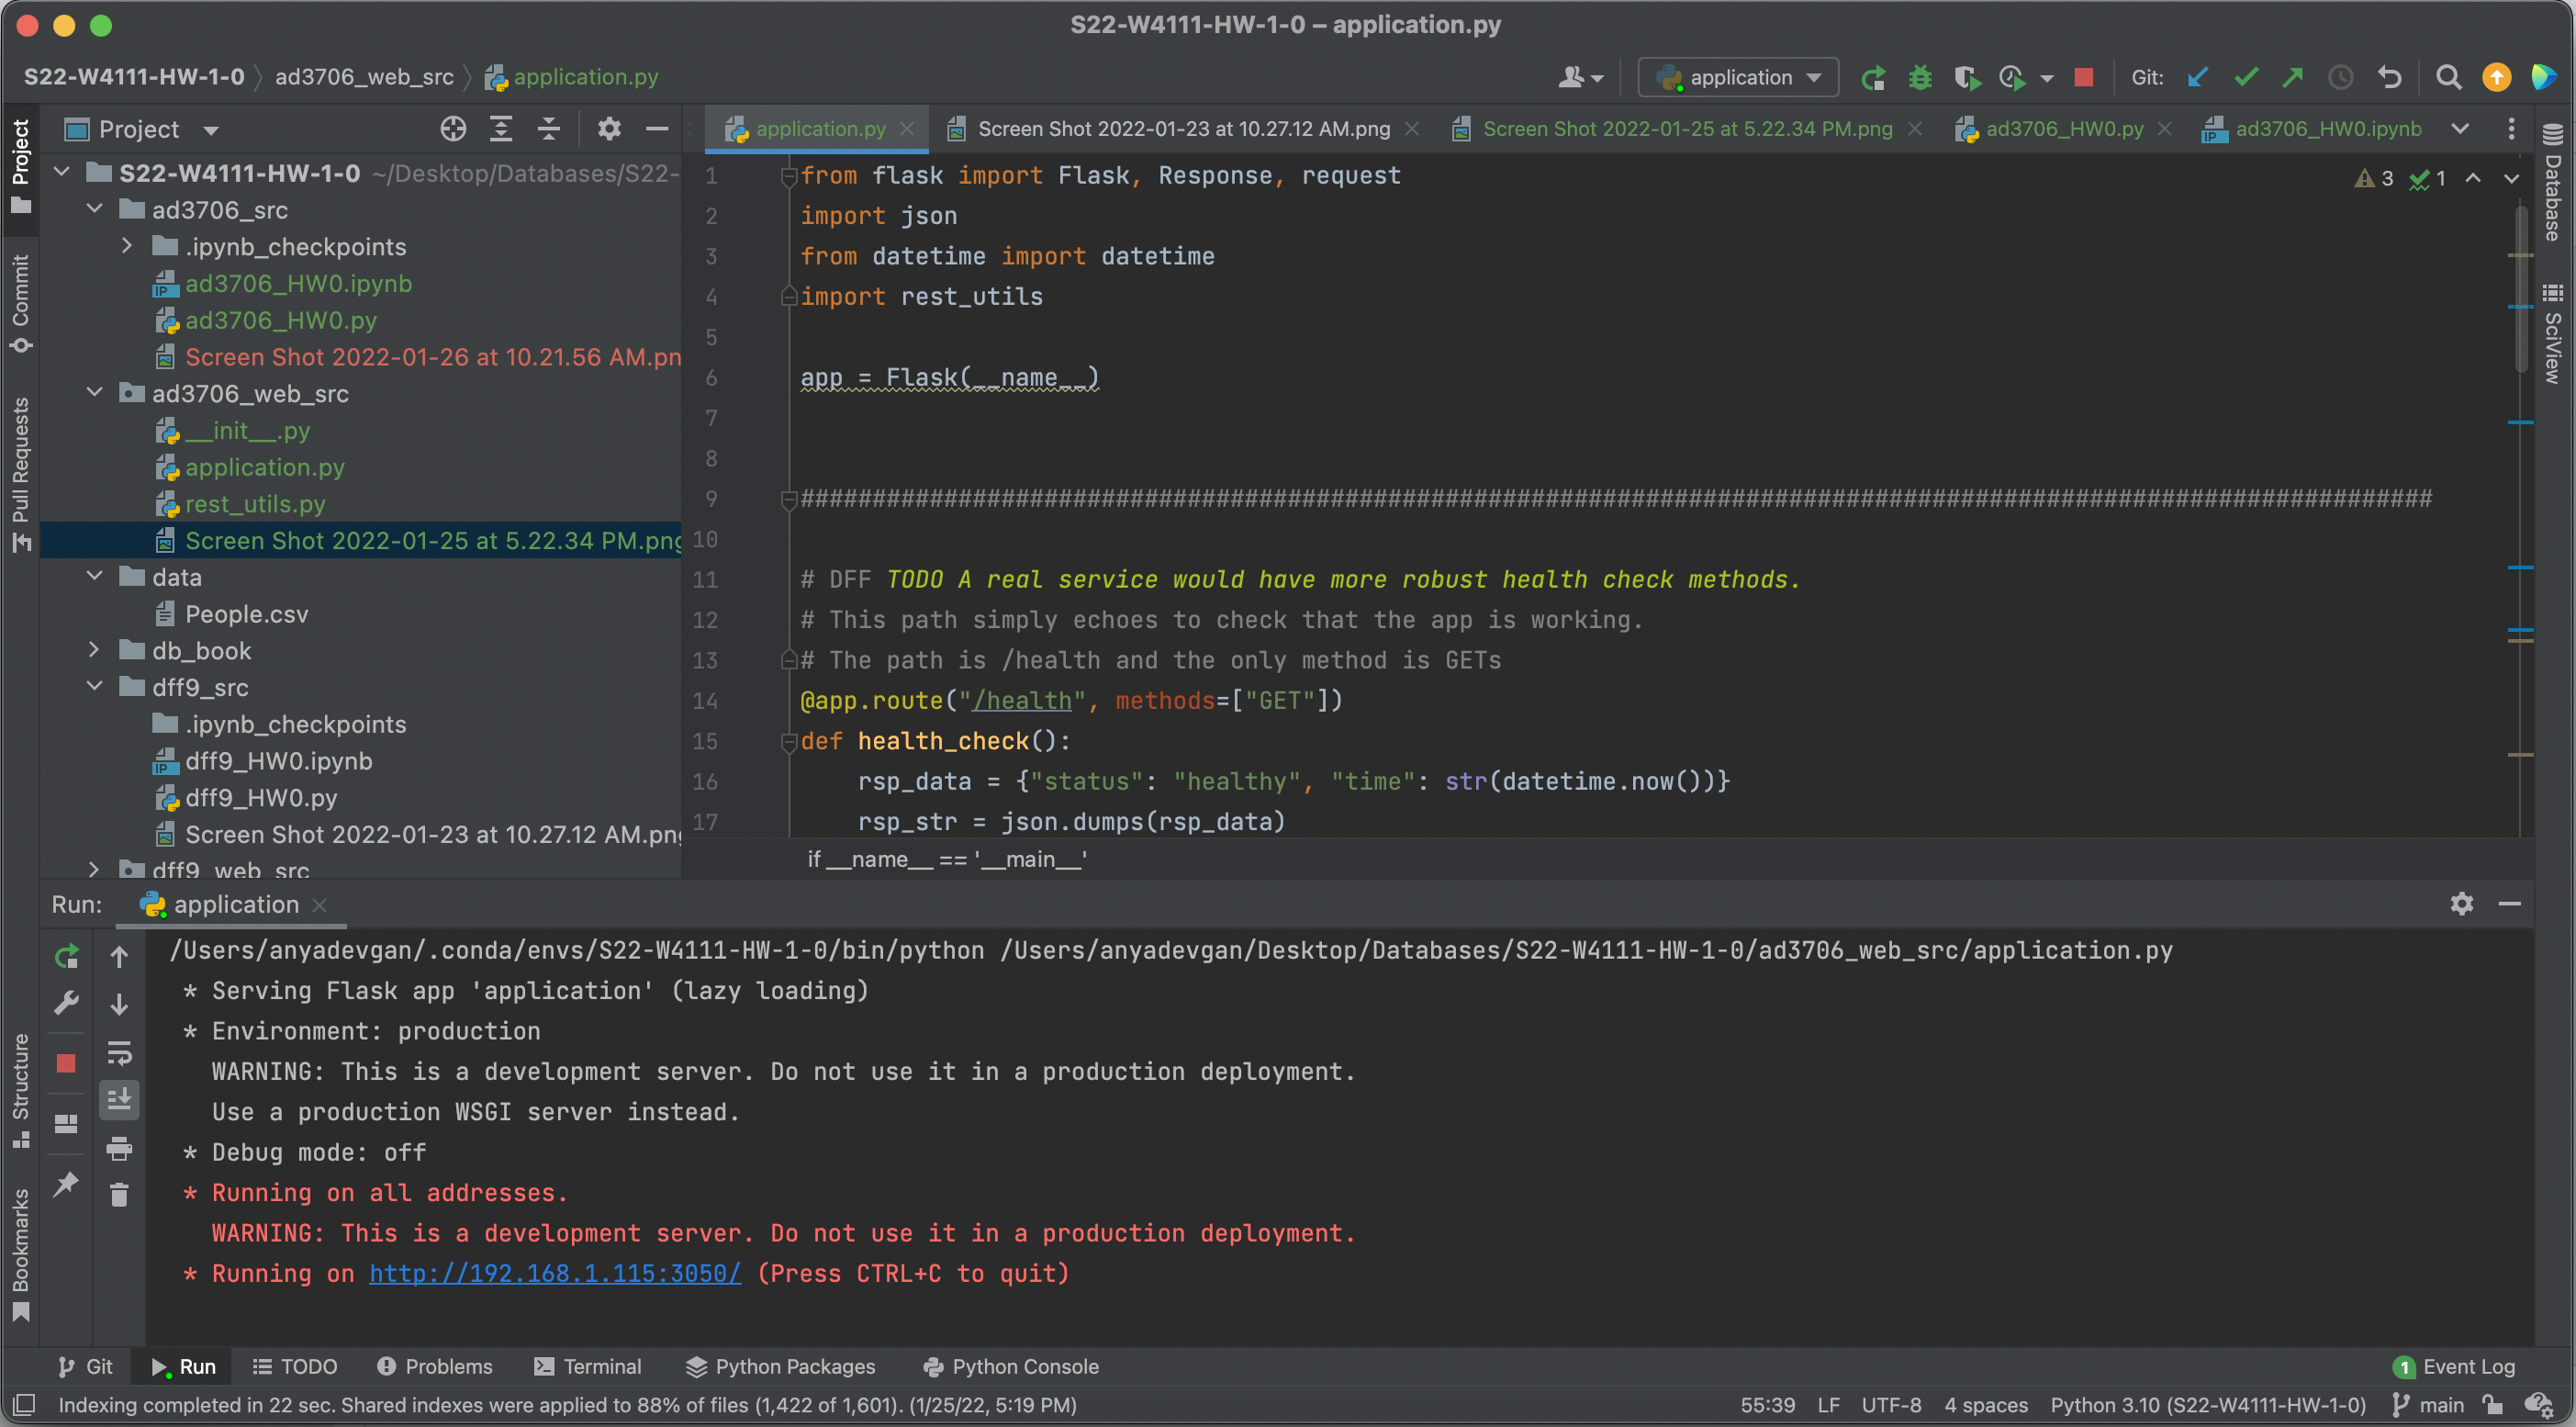 S22-W4111-HW-1-0 – application.py
S22-W4111-HW-1-0 ad3706_web_src application.py
application
Git:
Project
application.py
Screen Shot 2022-01-23 at 10.27.12 AM.png
Screen Shot 2022-01-25 at 5.22.34 PM.png
ad3706_HW0.py
ad3706_HW0.ipynb
Project
Commit
Pull Requests
Structure
Bookmarks
S22-W4111-HW-1-0 ~/Desktop/Databases/S22-
ad3706_src
.ipynb_checkpoints
ad3706_HW0.ipynb
ad3706_HW0.py
Screen Shot 2022-01-26 at 10.21.56 AM.pn
ad3706_web_src
__init__.py
application.py
rest_utils.py
Screen Shot 2022-01-25 at 5.22.34 PM.png
data
People.csv
db_book
dff9_src
.ipynb_checkpoints
dff9_HW0.ipynb
dff9_HW0.py
Screen Shot 2022-01-23 at 10.27.12 AM.png
dff9_web_src
3 1
1 from flask import Flask, Response, request
2 import json
3 from datetime import datetime
4 import rest_utils
5
6 app = Flask(__name__)
7
8
9 ##################################################################################################################
10
11 # DFF TODO A real service would have more robust health check methods.
12 # This path simply echoes to check that the app is working.
13 # The path is /health and the only method is GETs
14 @app.route("/health", methods=["GET"])
15 def health_check():
16 rsp_data = {"status": "healthy", "time": str(datetime.now())}
17 rsp_str = json.dumps(rsp_data)
if __name__ == '__main__'
Database
SciView
Run: application
/Users/anyadevgan/.conda/envs/S22-W4111-HW-1-0/bin/python /Users/anyadevgan/Desktop/Databases/S22-W4111-HW-1-0/ad3706_web_src/application.py
* Serving Flask app 'application' (lazy loading)
* Environment: production
WARNING: This is a development server. Do not use it in a production deployment.
Use a production WSGI server instead.
* Debug mode: off
* Running on all addresses.
WARNING: This is a development server. Do not use it in a production deployment.
* Running on http://192.168.1.115:3050/ (Press CTRL+C to quit)
Git Run TODO Problems Terminal Python Packages Python Console 1 Event Log
Indexing completed in 22 sec. Shared indexes were applied to 88% of files (1,422 of 1,601). (1/25/22, 5:19 PM) 55:39 LF UTF-8 4 spaces Python 3.10 (S22-W4111-HW-1-0) main